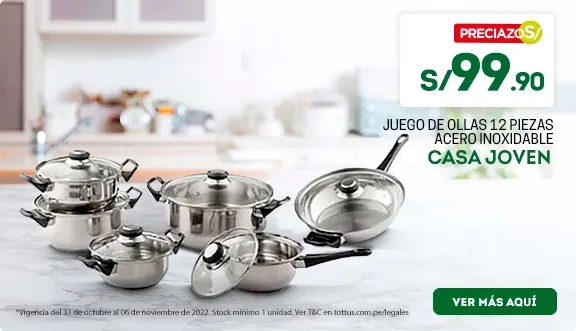 PRECIAZO S/
S/99.90
JUEGO DE OLLAS 12 PIEZAS
ACERO INOXIDABLE
CASA JOVEN
*Vigencia del 31 de octubre al 06 de noviembre de 2022. Stock mínimo 1 unidad. Ver T&C en tottus.com.pe/legales
VER MÁS AQUÍ